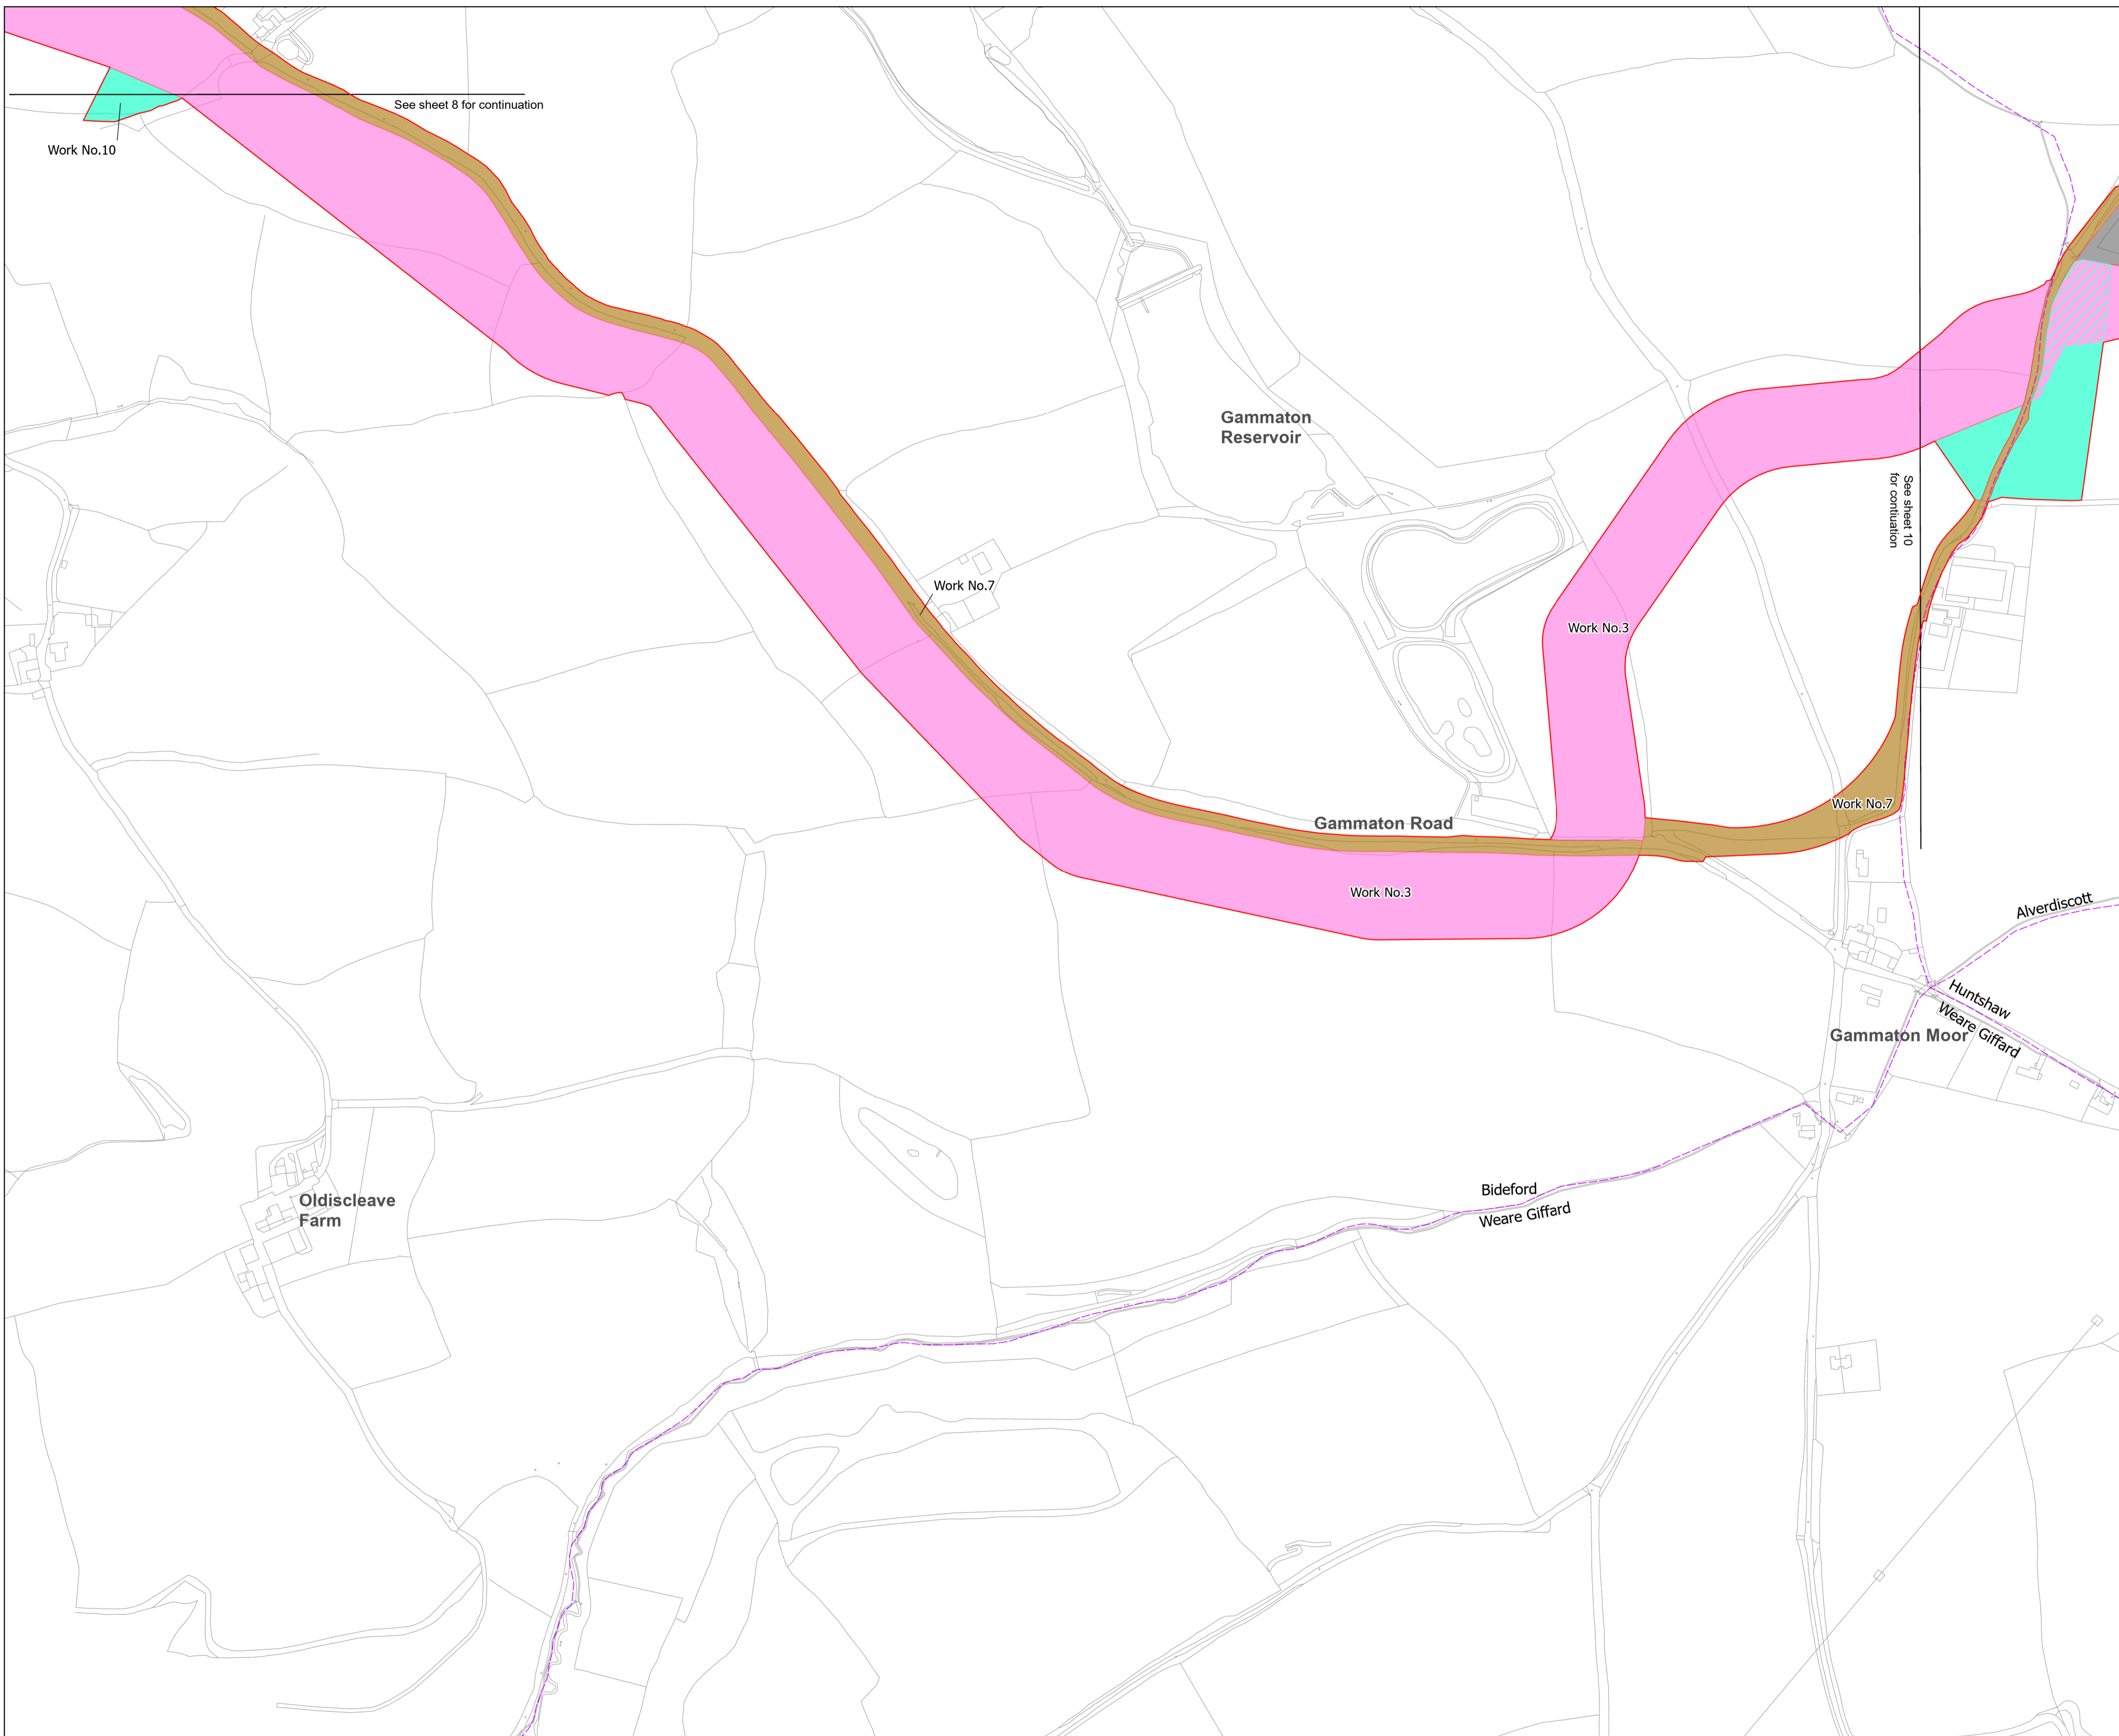 See sheet 8 for continuation
Work No.10
Gammaton
Reservoir
See sheet 10
for contiuation
Work No.7
Work No.3
Work No.7
Gammaton Road
Work No.3
Alverdiscott
Huntshaw
Weare Giffard
Gammaton Moor
Bideford
Weare Giffard
Oldiscleave
Farm